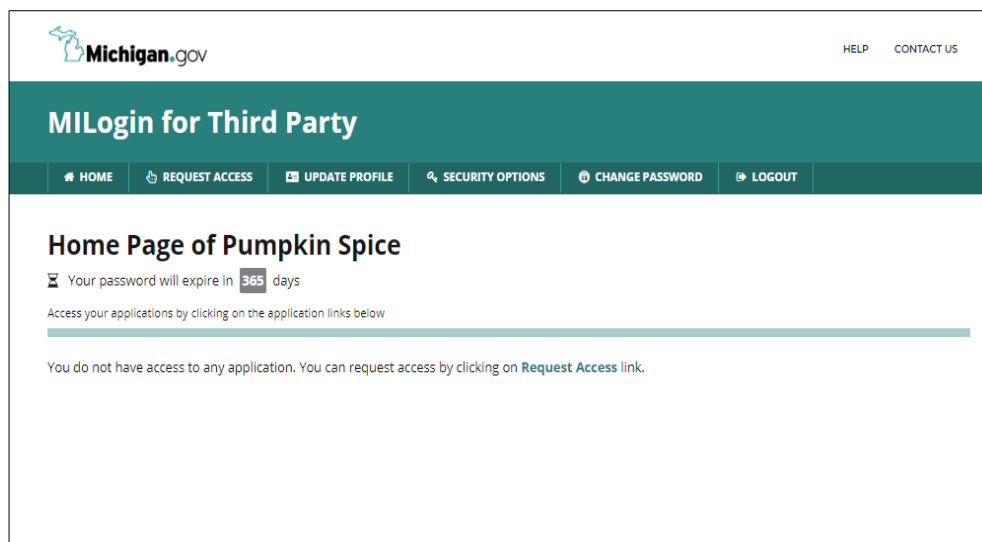 Michigan.gov
HELP CONTACT US
MILogin for Third Party
HOME REQUEST ACCESS UPDATE PROFILE SECURITY OPTIONS CHANGE PASSWORD LOGOUT
Home Page of Pumpkin Spice
Your password will expire in 365 days
Access your applications by clicking on the application links below
You do not have access to any application. You can request access by clicking on Request Access link.